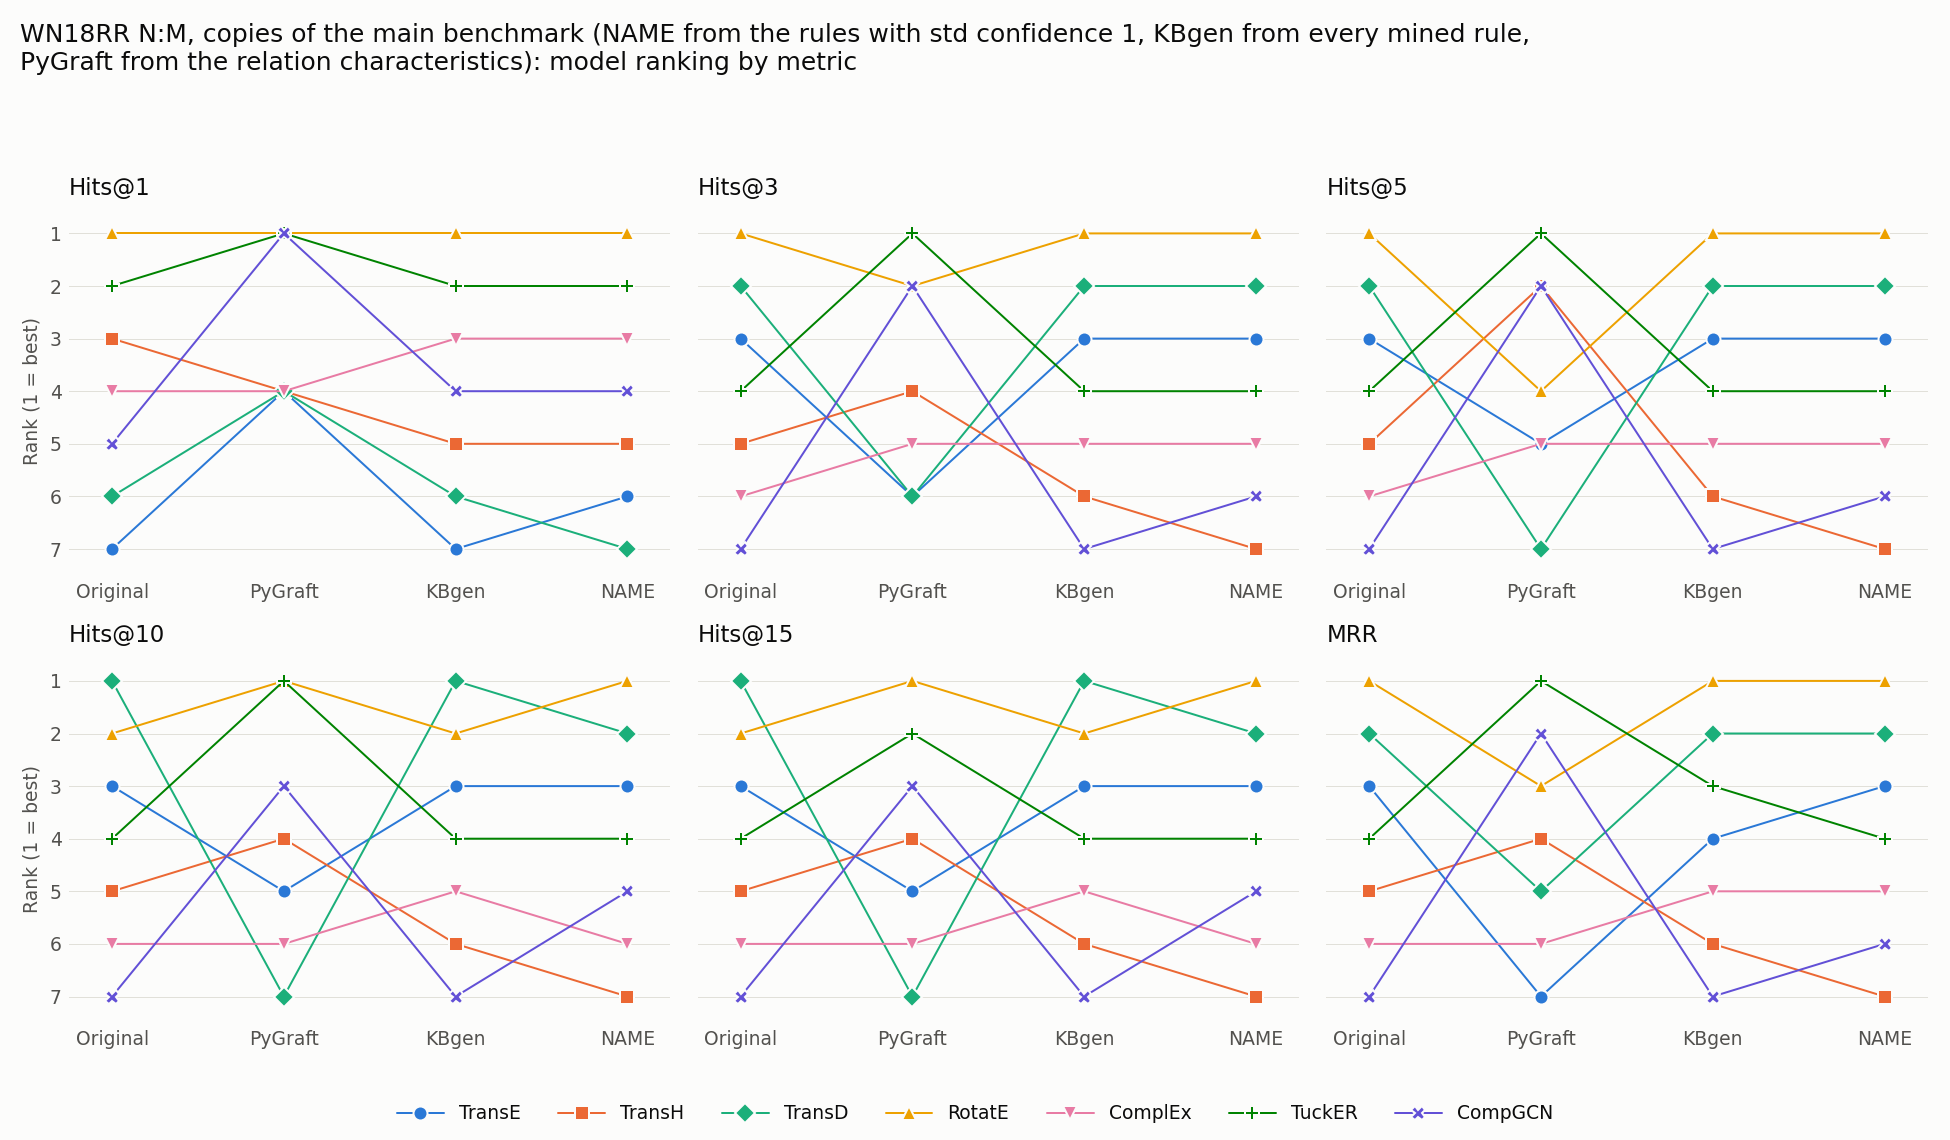 WN18RR N:M, copies of the main benchmark (NAME from the rules with std confidence 1, KBgen from every mined rule,
PyGraft from the relation characteristics): model ranking by metric
Hits@1
Hits@3
Hits@5
Rank (1 = best)
1
2
3
4
5
6
7
Original PyGraft KBgen NAME
Original PyGraft KBgen NAME
Original PyGraft KBgen NAME
Hits@10
Hits@15
MRR
Rank (1 = best)
1
2
3
4
5
6
7
Original PyGraft KBgen NAME
Original PyGraft KBgen NAME
Original PyGraft KBgen NAME
TransE TransH TransD RotatE ComplEx TuckER CompGCN